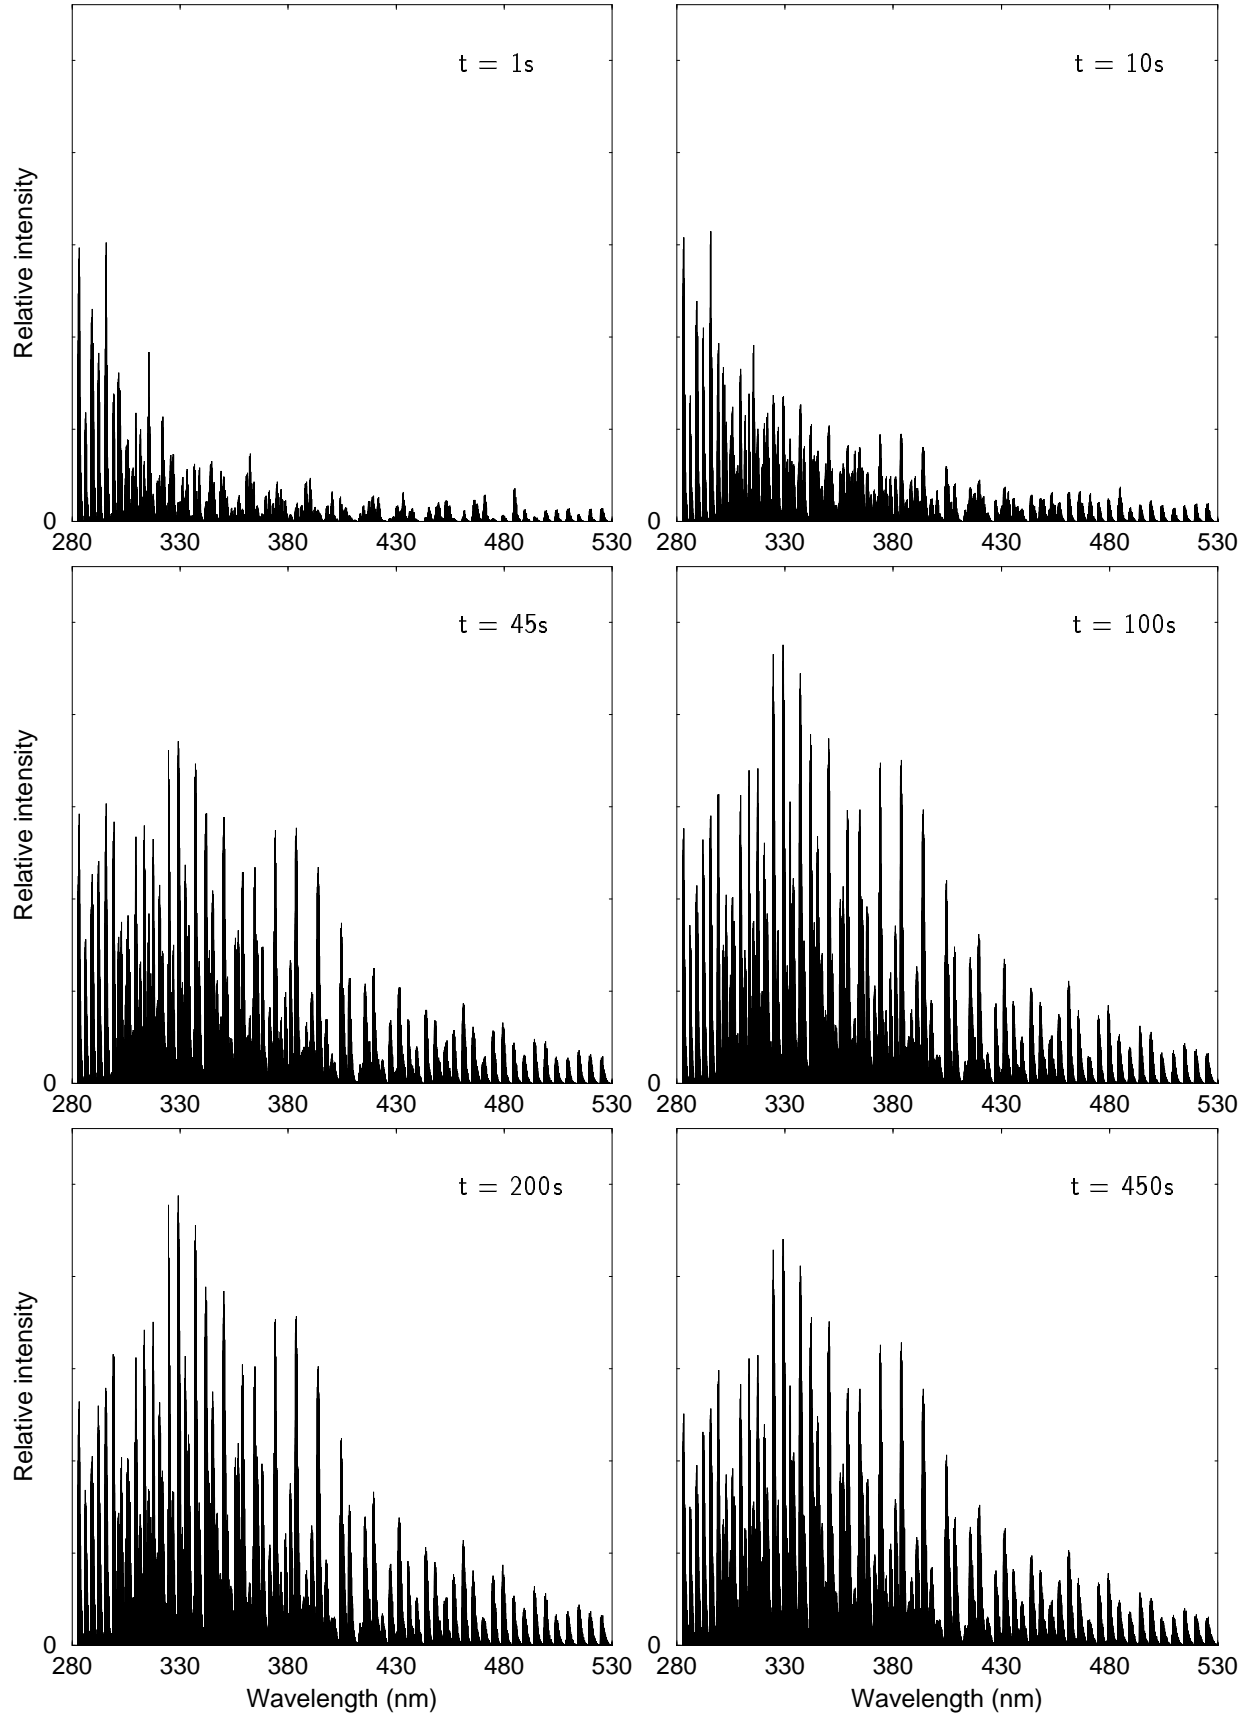 t = 1s
t = 10s
Relative intensity
0
0
280 330 380 430 480 530
280 330 380 430 480 530
t = 45s
t = 100s
Relative intensity
0
0
280 330 380 430 480 530
280 330 380 430 480 530
t = 200s
t = 450s
Relative intensity
0
0
280 330 380 430 480 530
280 330 380 430 480 530
Wavelength (nm)
Wavelength (nm)